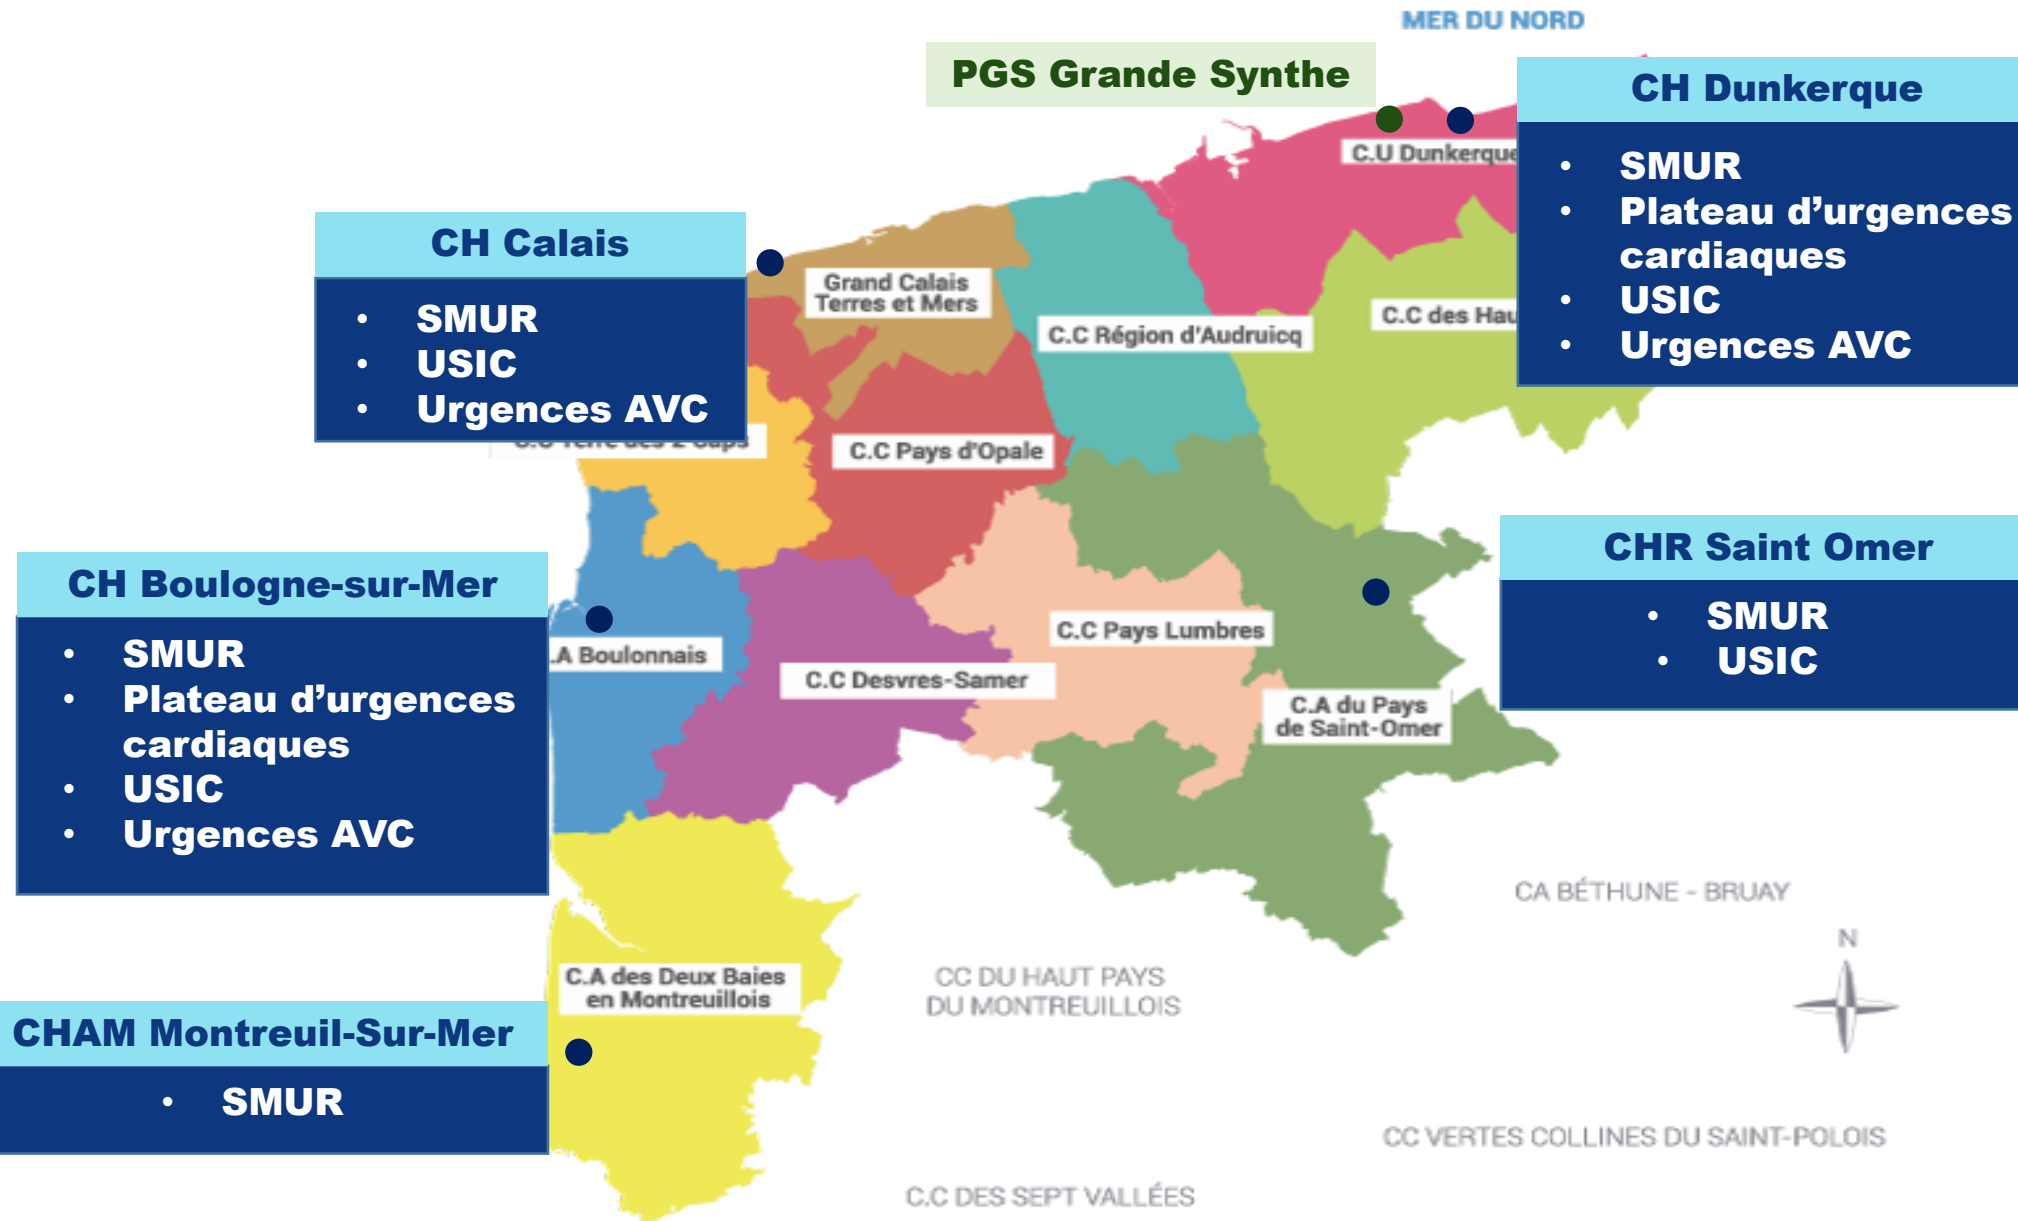 MER DU NORD
PGS Grande Synthe
CH Dunkerque
• SMUR
• Plateau d’urgences
cardiaques
• USIC
• Urgences AVC
C.U Dunkerque
CH Calais
• SMUR
• USIC
• Urgences AVC
Grand Calais
Terres et Mers
C.C Région d'Audruicq
C.C des Hau
C.C Terre des 2 Caps
C.C Pays d'Opale
CHR Saint Omer
• SMUR
• USIC
CH Boulogne-sur-Mer
• SMUR
• Plateau d’urgences
cardiaques
• USIC
• Urgences AVC
.A Boulonnais
C.C Pays Lumbres
C.C Desvres-Samer
C.A du Pays
de Saint-Omer
CA BÉTHUNE - BRUAY
N
C.A des Deux Baies
en Montreuillois
CC DU HAUT PAYS
DU MONTREUILLOIS
CHAM Montreuil-Sur-Mer
• SMUR
CC VERTES COLLINES DU SAINT-POLOIS
C.C DES SEPT VALLÉES